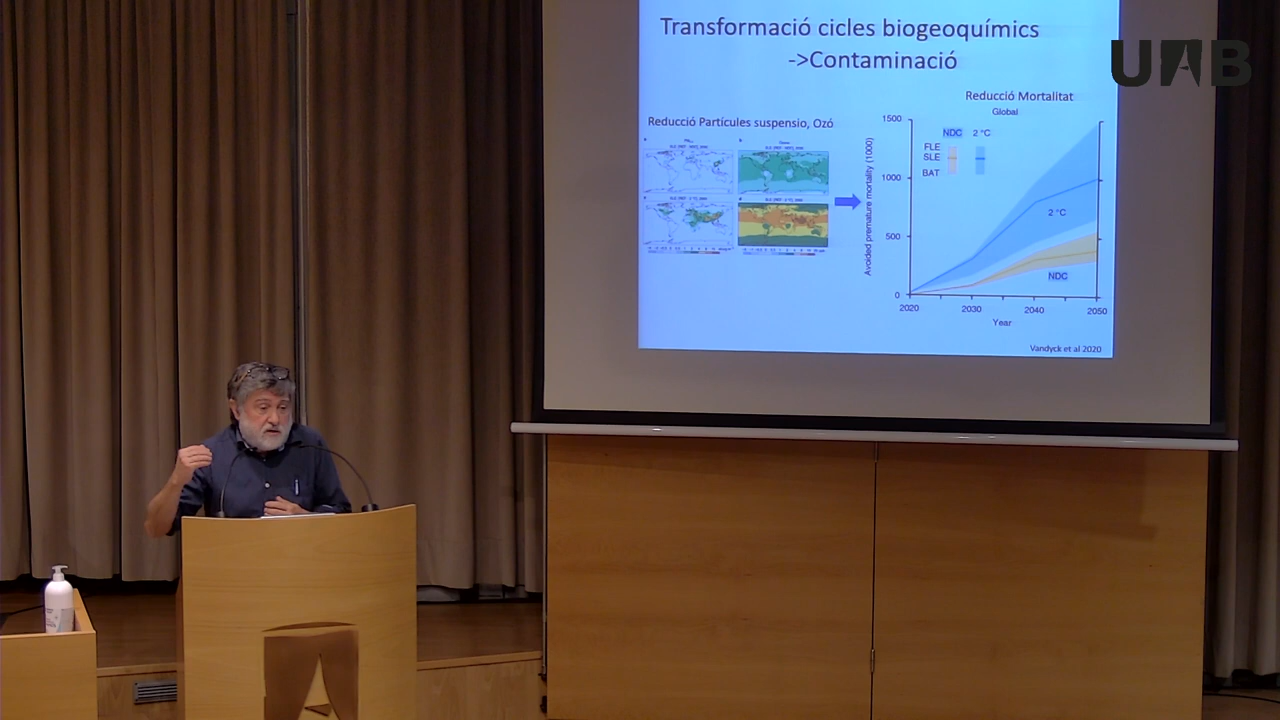 Transformació cicles biogeoquímics
->Contaminació
UAB
Reducció Partícules suspensio, Ozó
Reducció Mortalitat
Global
Avoided premature mortality (1000)
1500
1000
500
0
NDC 2 °C
FLE
SLE
BAT
2 °C
NDC
2020 2030 2040 2050
Year
Vandyck et al 2020